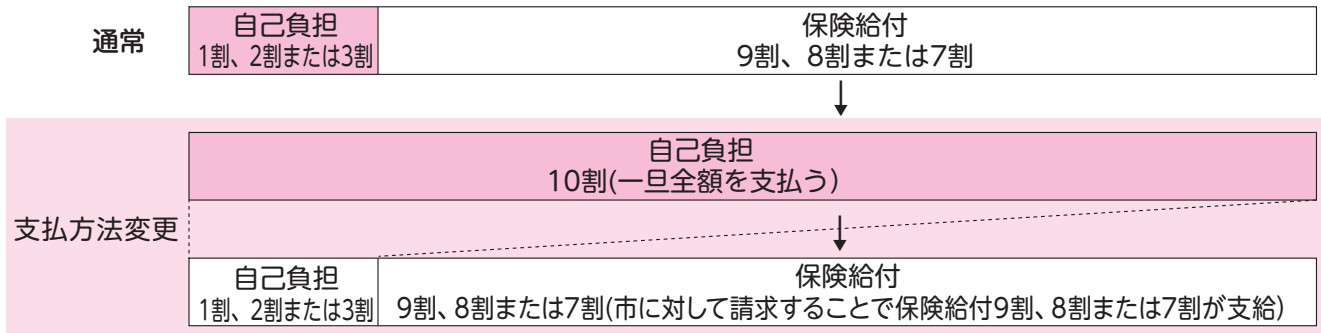 通常
自己負担
1割、2割または3割
保険給付
9割、8割または7割
支払方法変更
自己負担
10割(一旦全額を支払う)
自己負担
1割、2割または3割
保険給付
9割、8割または7割(市に対して請求することで保険給付9割、8割または7割が支給)